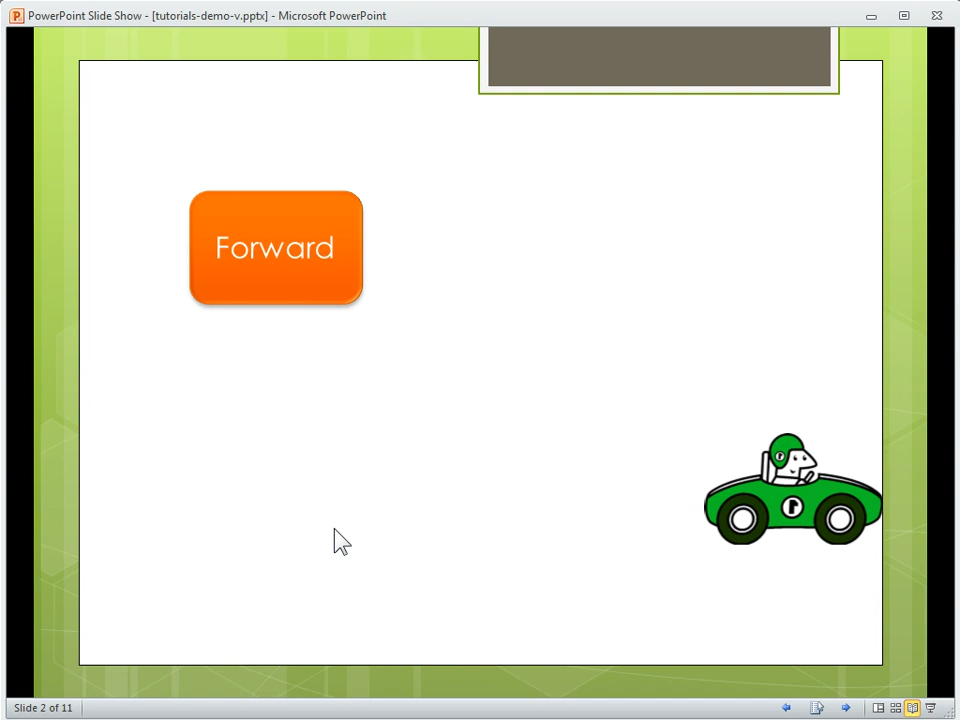 PowerPoint Slide Show - [tutorials-demo-v.pptx] - Microsoft PowerPoint
Forward
Slide 2 of 11